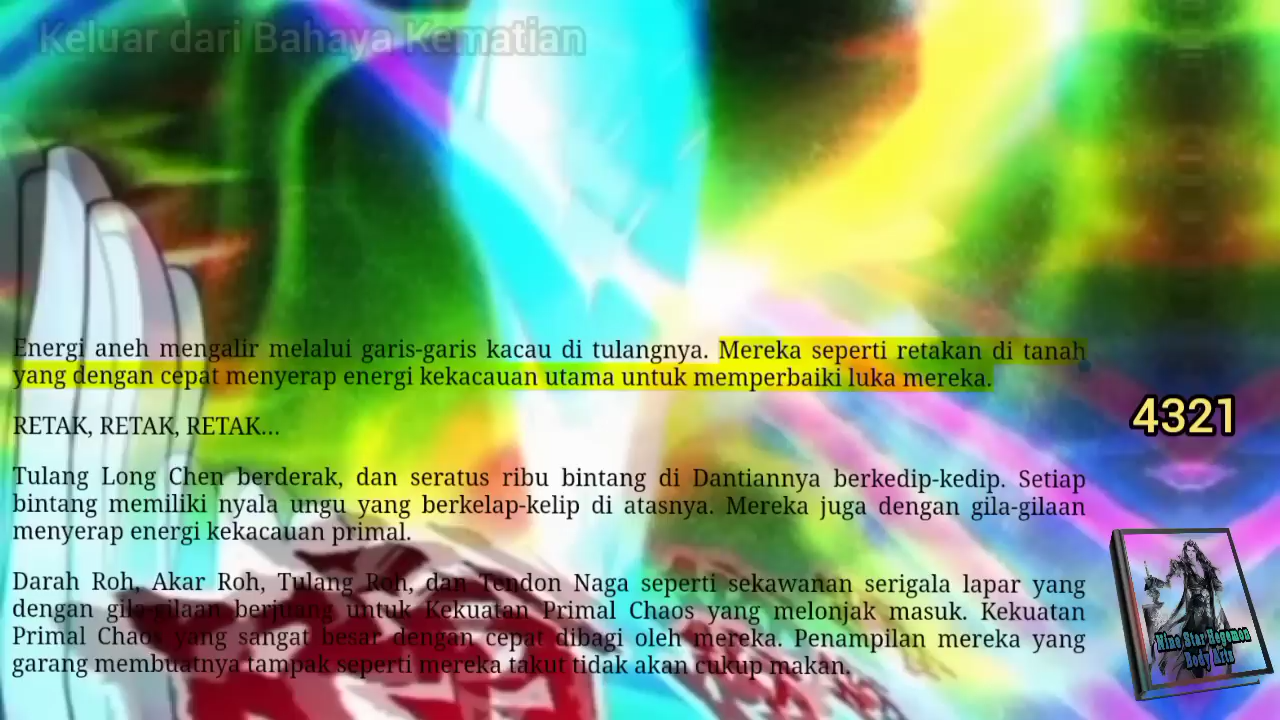 Keluar dari Bahaya Kematian
Energi aneh mengalir melalui garis-garis kacau di tulangnya. Mereka seperti retakan di tanah
yang dengan cepat menyerap energi kekacauan utama untuk memperbaiki luka mereka.
RETAK, RETAK, RETAK...
Tulang Long Chen berderak, dan seratus ribu bintang di Dantiannya berkedip-kedip. Setiap
bintang memiliki nyala ungu yang berkelap-kelip di atasnya. Mereka juga dengan gila-gilaan
menyerap energi kekacauan primal.
Darah Roh, Akar Roh, Tulang Roh, dan Tendon Naga seperti sekawanan serigala lapar yang
dengan gila-gilaan berjuang untuk Kekuatan Primal Chaos yang melonjak masuk. Kekuatan
Primal Chaos yang sangat besar dengan cepat dibagi oleh mereka. Penampilan mereka yang
garang membuatnya tampak seperti mereka takut tidak akan cukup makan.
4321
Nine Star Hegemon
Body Arts